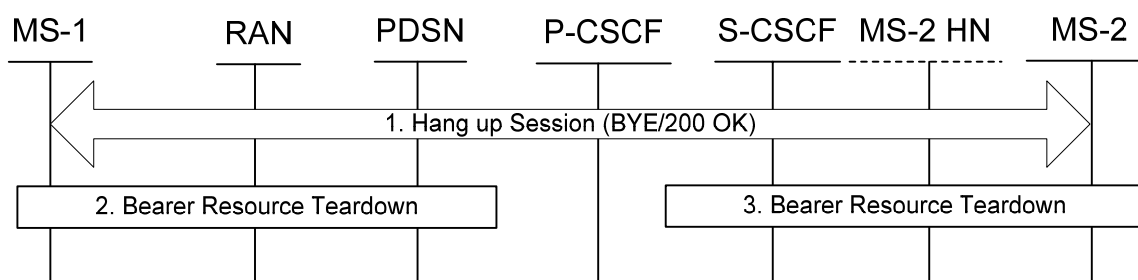 MS-1 RAN PDSN P-CSCF S-CSCF MS-2 HN MS-2
1. Hang up Session (BYE/200 OK)
2. Bearer Resource Teardown
3. Bearer Resource Teardown